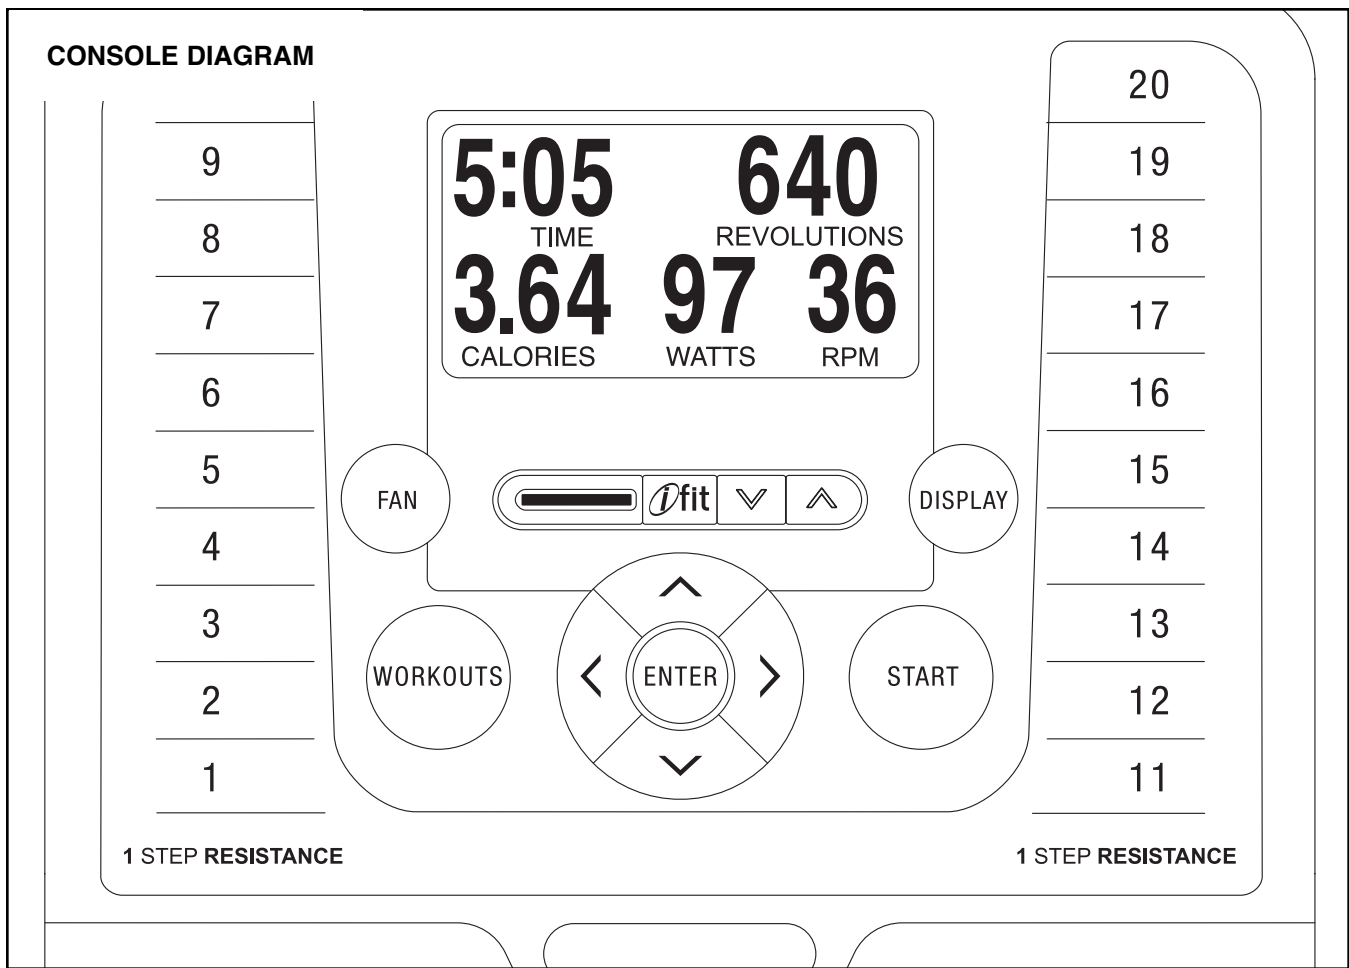 CONSOLE DIAGRAM
9
8
7
6
5
4
3
2
1
1 STEP RESISTANCE
5:05 640
TIME REVOLUTIONS
3.64 97 36
CALORIES WATTS RPM
FAN
ifit
DISPLAY
WORKOUTS
ENTER
START
20
19
18
17
16
15
14
13
12
11
1 STEP RESISTANCE